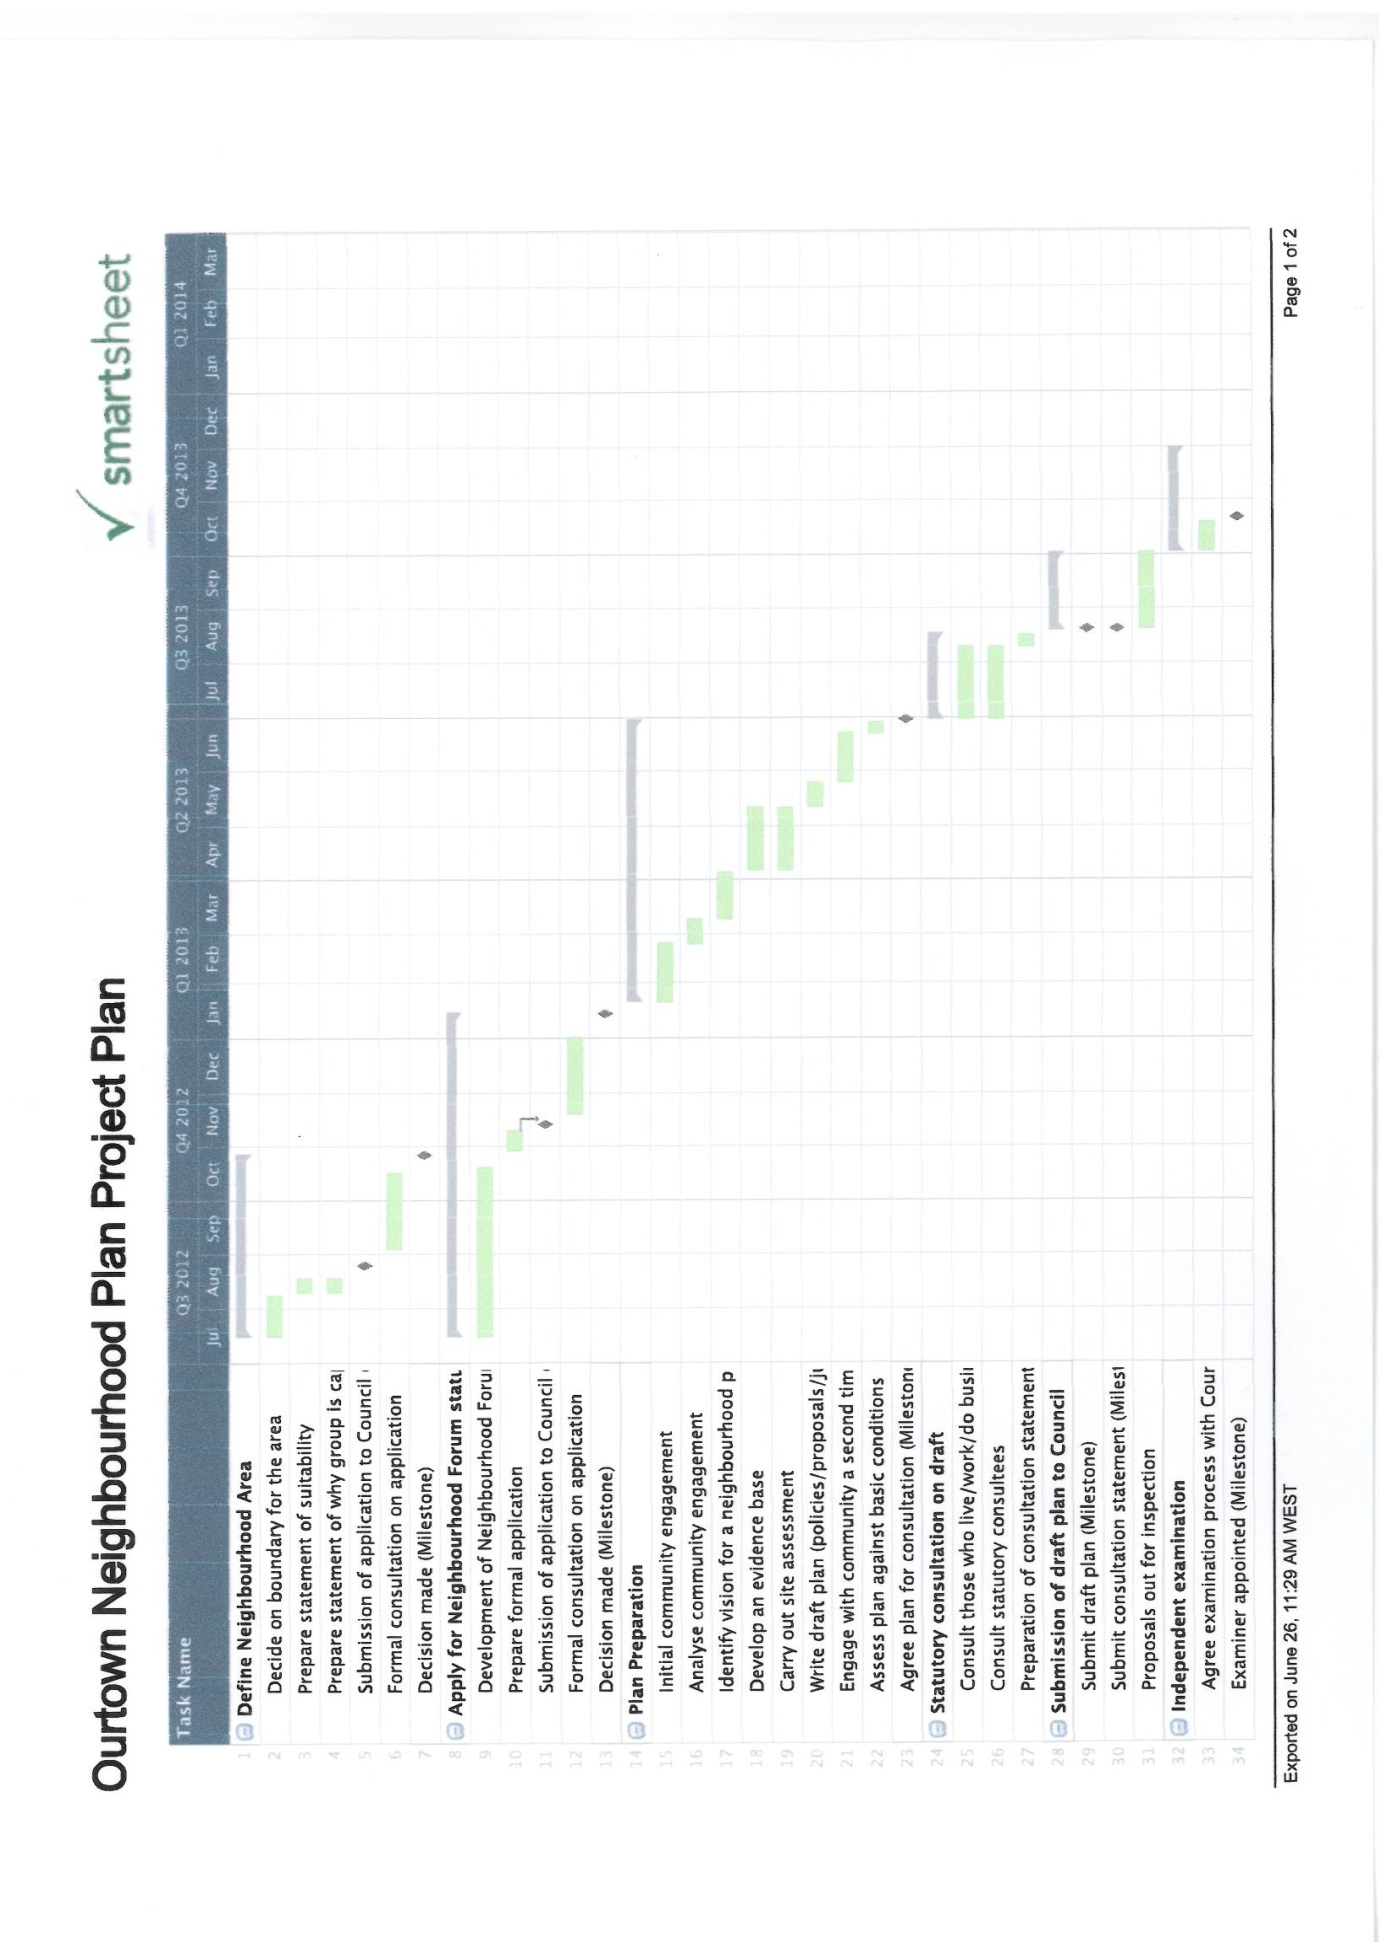 Ourtown Neighbourhood Plan Project Plan
smartsheet
Task Name
Q3 2012 Q4 2012 Q1 2013 Q2 2013 Q3 2013 Q4 2013 Q1 2014
Jul Aug Sep Oct Nov Dec Jan Feb Mar Apr May Jun Jul Aug Sep Oct Nov Dec Jan Feb Mar
1 Define Neighbourhood Area
2 Decide on boundary for the area
3 Prepare statement of suitability
4 Prepare statement of why group is ca
5 Submission of application to Council
6 Formal consultation on application
7 Decision made (Milestone)
8 Apply for Neighbourhood Forum statu
9 Development of Neighbourhood Foru
10 Prepare formal application
11 Submission of application to Council
12 Formal consultation on application
13 Decision made (Milestone)
14 Plan Preparation
15 Initial community engagement
16 Analyse community engagement
17 Identify vision for a neighbourhood p
18 Develop an evidence base
19 Carry out site assessment
20 Write draft plan (policies/proposals/ju
21 Engage with community a second tim
22 Assess plan against basic conditions
23 Agree plan for consultation (Milestone
24 Statutory consultation on draft
25 Consult those who live/work/do busi
26 Consult statutory consultees
27 Preparation of consultation statement
28 Submission of draft plan to Council
29 Submit draft plan (Milestone)
30 Submit consultation statement (Milest
31 Proposals out for inspection
32 Independent examination
33 Agree examination process with Cour
34 Examiner appointed (Milestone)
Exported on June 26, 11:29 AM WEST
Page 1 of 2